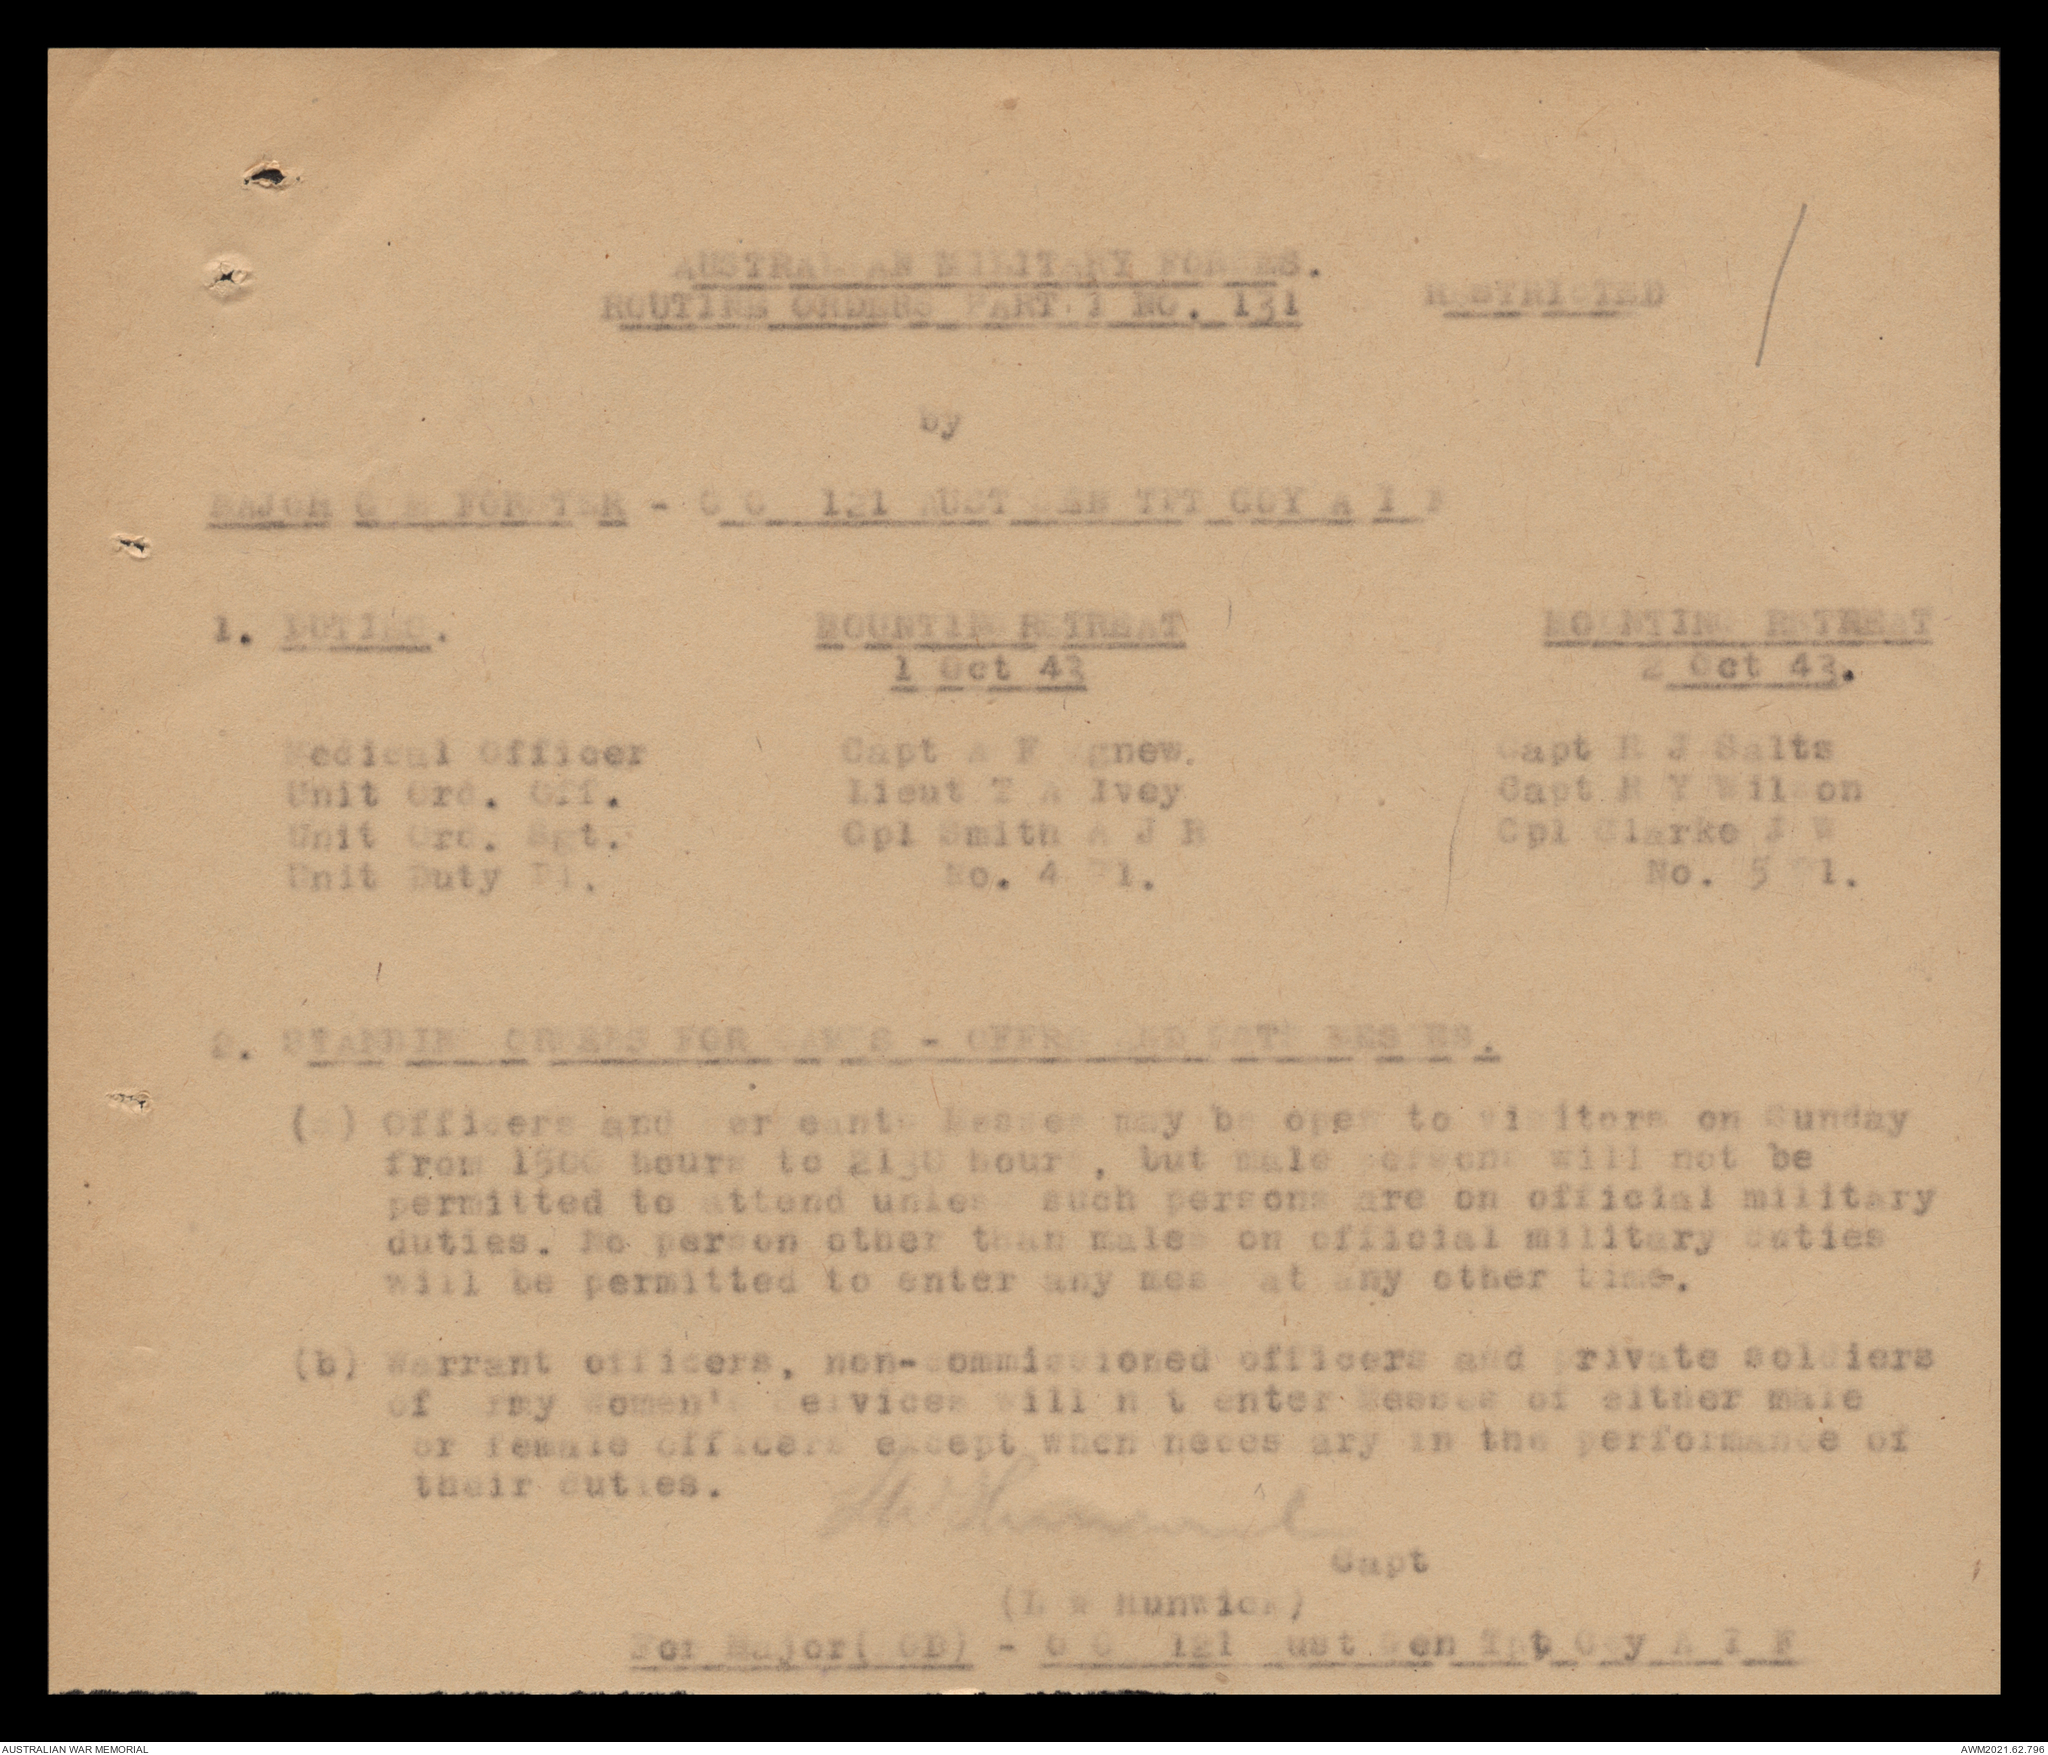 AUSTRALIAN MILITARY FORCES.
ROUTINE ORDERS PART 1 NO. 131 RESTRICTED
by
MAJOR G M FORSTER - O C 121 AUST GEN TPT COY A I F
1. DUTIES. MOUNTING RETREAT MOUNTING RETREAT
1 Oct 43 2 Oct 43.
Medical Officer Capt A F Agnew. Capt R J Salts
Unit Ord. Off. Lieut T A Ivey Capt M Y Wilson
Unit Ord. Sgt. Cpl Smith A J R Cpl Clarke J W
Unit Duty Pl. No. 4 Pl. No. 5 Pl.
2. STANDING ORDERS FOR CAMPS - OFFRS AND SGTS MESSES.
(a) Officers and Sergeants Messes may be open to visitors on Sunday
from 1500 hours to 2130 hours, but male persons will not be
permitted to attend unless such persons are on official military
duties. No person other than males on official military duties
will be permitted to enter any mess at any other time.
(b) Warrant officers, non-commissioned officers and private soldiers
of Army Women's Services will not enter Messes of either male
or female officers except when necessary in the performance of
their duties.
Capt
(L W Hunwick)
For Major( CD) - O C 121 Aust Gen Tpt Coy A I F
AUSTRALIAN WAR MEMORIAL AWM2021.62.796